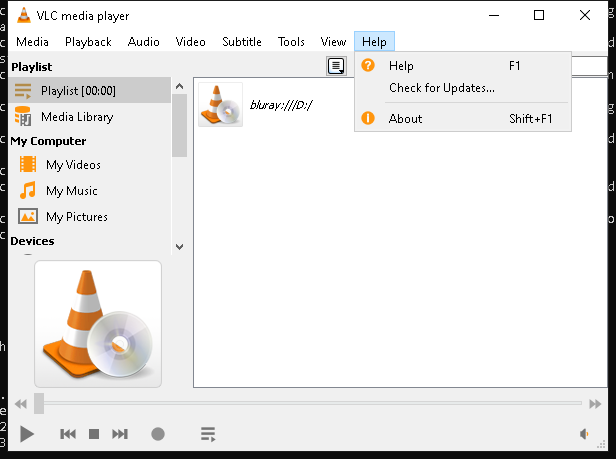 VLC media player
Media Playback Audio Video Subtitle Tools View Help
Playlist
Playlist [00:00]
Media Library
My Computer
My Videos
My Music
My Pictures
Devices
bluray:///D:/
Help F1
Check for Updates...
About Shift+F1